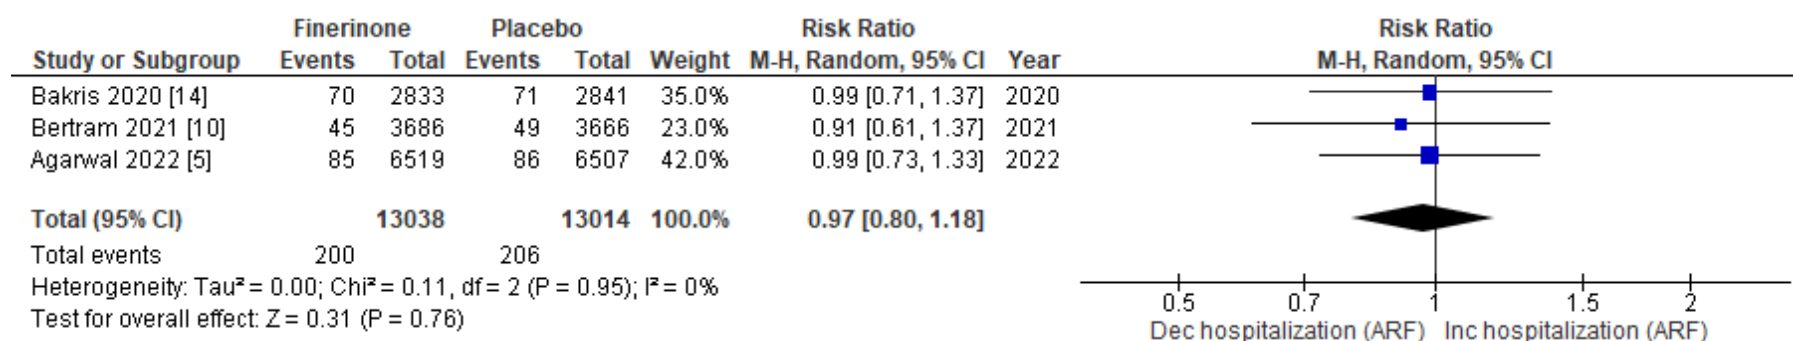 Finerinone Placebo Risk Ratio Risk Ratio
Study or Subgroup Events Total Events Total Weight M-H, Random, 95% CI Year M-H, Random, 95% CI
Bakris 2020 [14] 70 2833 71 2841 35.0% 0.99 [0.71, 1.37] 2020
Bertram 2021 [10] 45 3686 49 3666 23.0% 0.91 [0.61, 1.37] 2021
Agarwal 2022 [5] 85 6519 86 6507 42.0% 0.99 [0.73, 1.33] 2022
Total (95% CI) 13038 13014 100.0% 0.97 [0.80, 1.18]
Total events 200 206
Heterogeneity: Tau² = 0.00; Chi² = 0.11, df = 2 (P = 0.95); I² = 0%
Test for overall effect: Z = 0.31 (P = 0.76)
0.5 0.7 1 1.5 2
Dec hospitalization (ARF) Inc hospitalization (ARF)